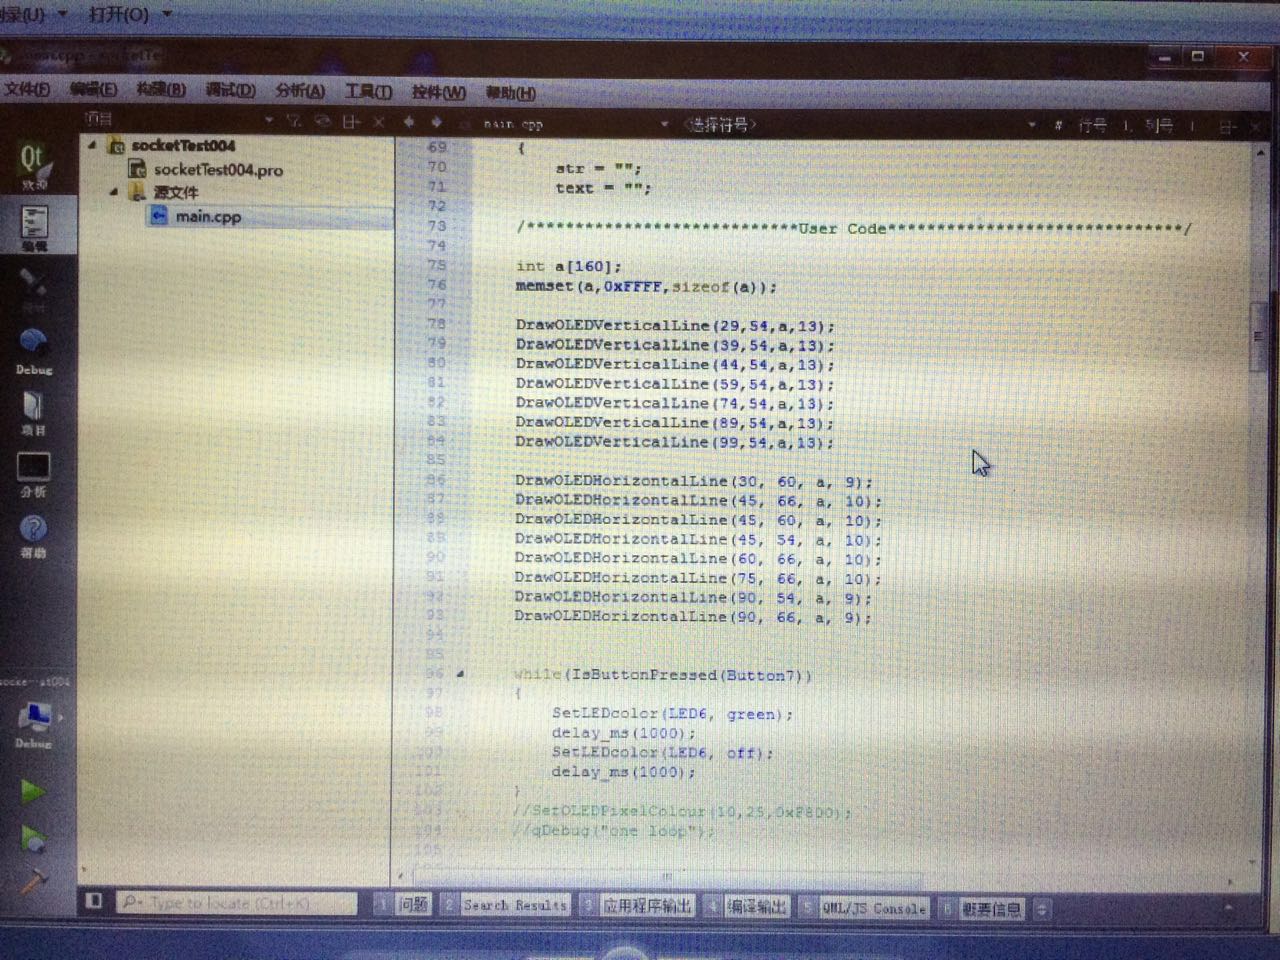 打开(O)
文件(F) 编辑(E) 构建(B) 调试(D) 分析(A) 工具(T) 控件(W) 帮助(H)
项目 main.cpp <选择符号> # 行号 1, 列号 1
socketTest004
socketTest004.pro
源文件
main.cpp
Qt
欢迎
编辑
Debug
项目
分析
帮助
Debug
69 {
70 str = "";
71 text = "";
72
73 /****************************User Code******************************/
74
75 int a[160];
76 memset(a,0xFFFF,sizeof(a));
77
78 DrawOLEDVerticalLine(29,54,a,13);
79 DrawOLEDVerticalLine(39,54,a,13);
80 DrawOLEDVerticalLine(44,54,a,13);
81 DrawOLEDVerticalLine(59,54,a,13);
82 DrawOLEDVerticalLine(74,54,a,13);
83 DrawOLEDVerticalLine(89,54,a,13);
84 DrawOLEDVerticalLine(99,54,a,13);
85
86 DrawOLEDHorizontalLine(30, 60, a, 9);
87 DrawOLEDHorizontalLine(45, 66, a, 10);
88 DrawOLEDHorizontalLine(45, 60, a, 10);
89 DrawOLEDHorizontalLine(45, 54, a, 10);
90 DrawOLEDHorizontalLine(60, 66, a, 10);
91 DrawOLEDHorizontalLine(75, 66, a, 10);
92 DrawOLEDHorizontalLine(90, 54, a, 9);
93 DrawOLEDHorizontalLine(90, 66, a, 9);
94
95
96 while(IsButtonPressed(Button7))
97 {
98 SetLEDcolor(LED6, green);
99 delay_ms(1000);
100 SetLEDcolor(LED6, off);
101 delay_ms(1000);
102 }
103 //SetOLEDPixelColour(10,25,0xF800);
104 //qDebug("one loop");
105
Type to locate (Ctrl+K) 1 问题 2 Search Results 3 应用程序输出 4 编译输出 5 QML/JS Console 6 概要信息